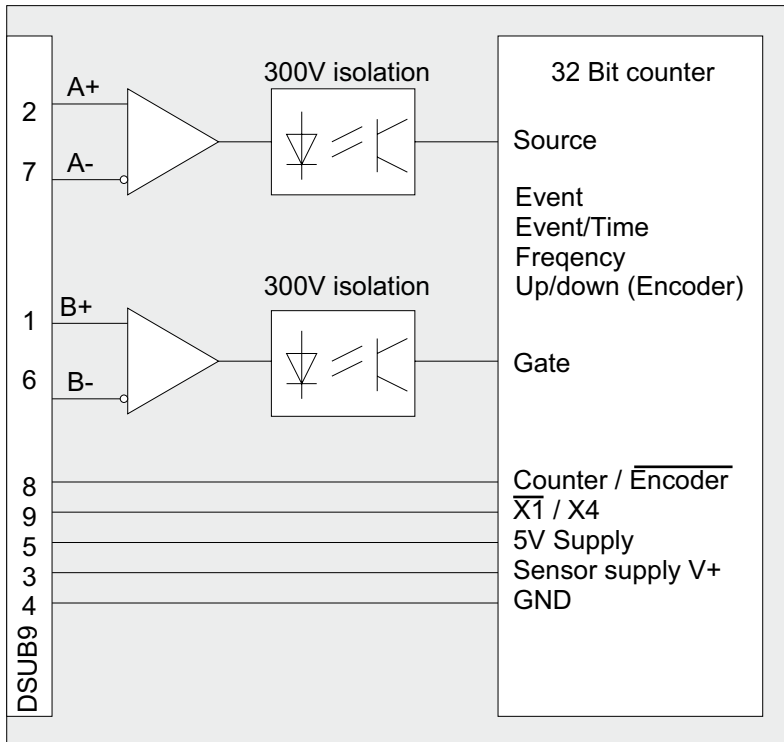 300V isolation
32 Bit counter
2
A+
7
A-
Source
Event
Event/Time
Freqency
Up/down (Encoder)
300V isolation
1
B+
6
B-
Gate
8
Counter / Encoder
9
X1 / X4
5
5V Supply
3
Sensor supply V+
4
GND
DSUB9